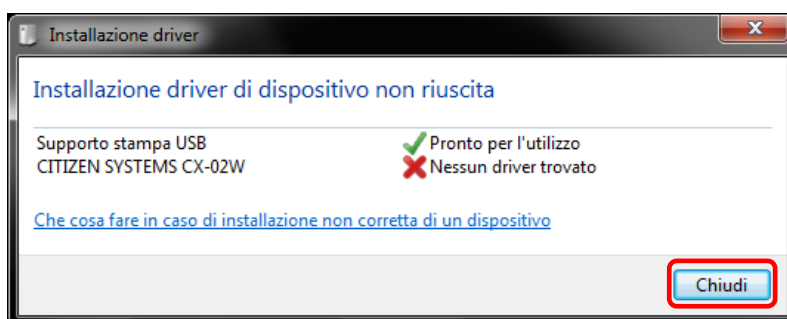 Installazione driver
Installazione driver di dispositivo non riuscita
Supporto stampa USB Pronto per l'utilizzo
CITIZEN SYSTEMS CX-02W Nessun driver trovato
Che cosa fare in caso di installazione non corretta di un dispositivo
Chiudi